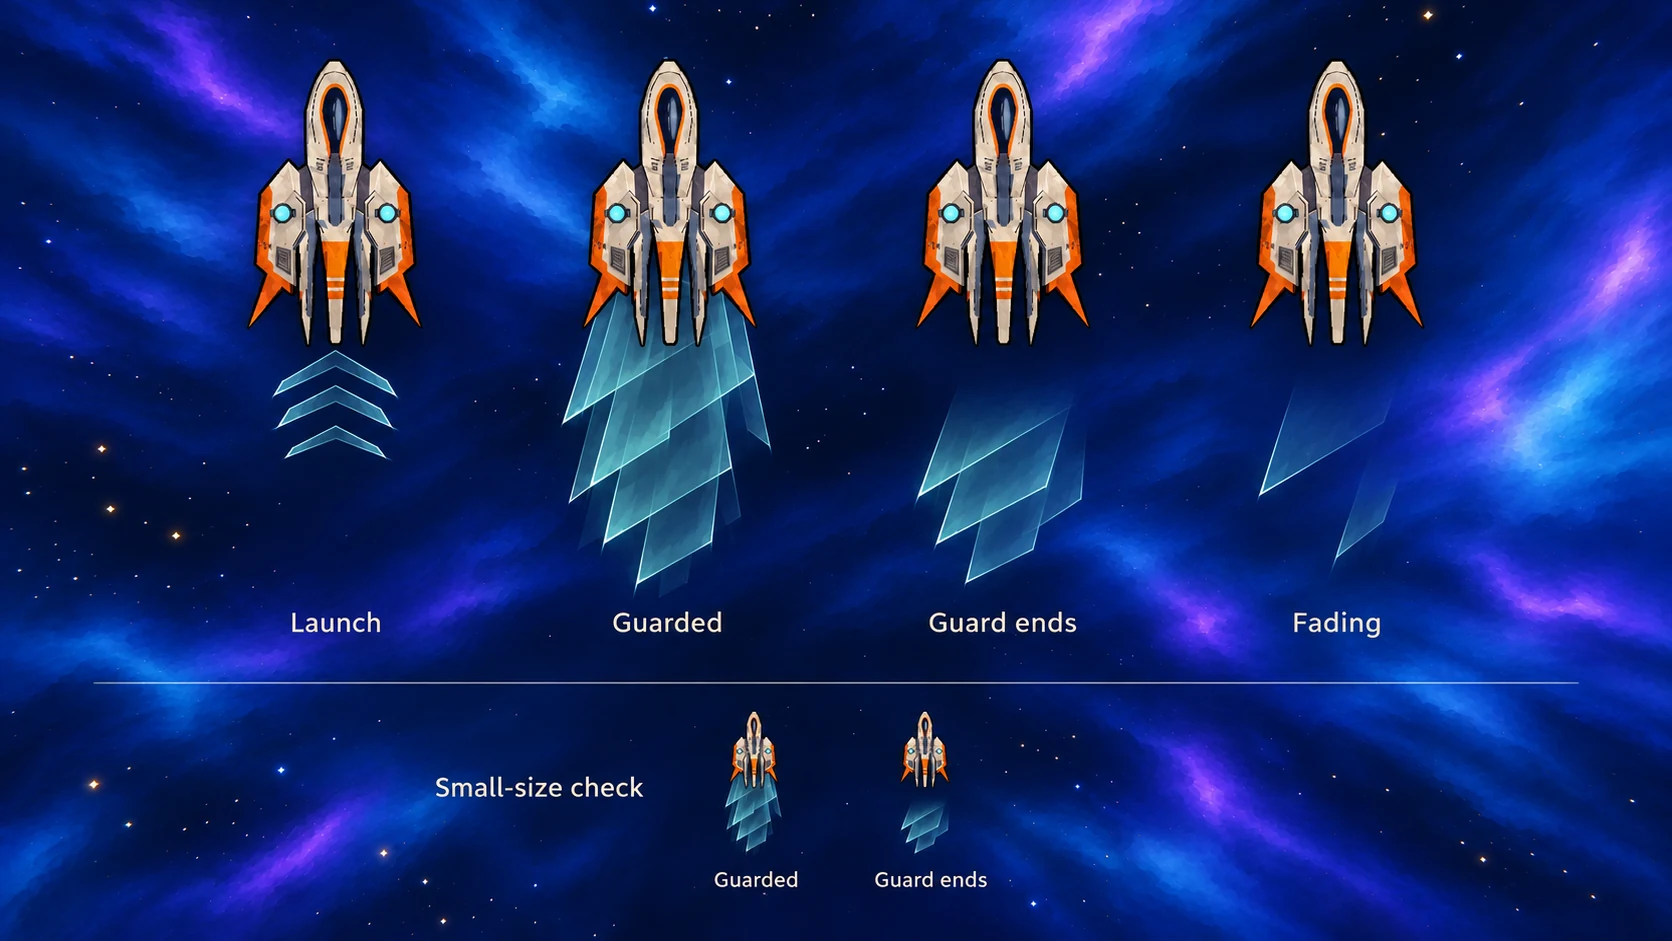 Launch
Guarded
Guard ends
Fading
Small-size check
Guarded
Guard ends